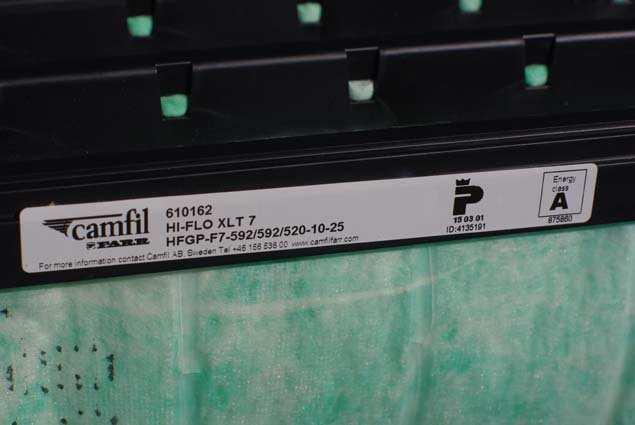 camfil
FARR
610162
HI-FLO XLT 7
HFGP-F7-592/592/520-10-25
For more information contact Camfil AB, Sweden Tel +46 156 536 00 www.camfilfarr.com
P
15 03 01
ID:4135191
Energy
class
A
875860